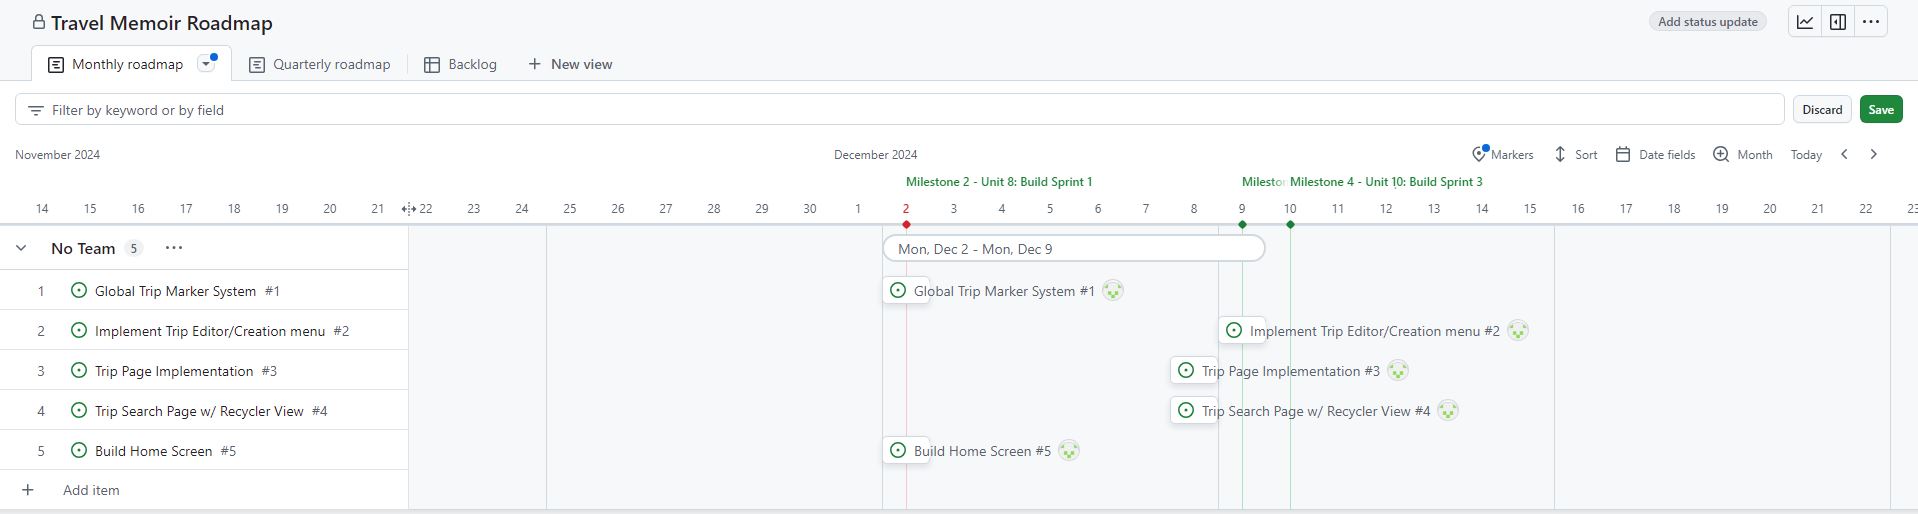 Travel Memoir Roadmap
Add status update
Monthly roadmap
Quarterly roadmap
Backlog
New view
Filter by keyword or by field
Discard
Save
November 2024
December 2024
Markers
Sort
Date fields
Month
Today
Milestone 2 - Unit 8: Build Sprint 1
Milesto
Milestone 4 - Unit 10: Build Sprint 3
14 15 16 17 18 19 20 21 22 23 24 25 26 27 28 29 30 1 2 3 4 5 6 7 8 9 10 11 12 13 14 15 16 17 18 19 20 21 22 23
No Team 5
Mon, Dec 2 - Mon, Dec 9
1 Global Trip Marker System #1
Global Trip Marker System #1
2 Implement Trip Editor/Creation menu #2
Implement Trip Editor/Creation menu #2
3 Trip Page Implementation #3
Trip Page Implementation #3
4 Trip Search Page w/ Recycler View #4
Trip Search Page w/ Recycler View #4
5 Build Home Screen #5
Build Home Screen #5
Add item